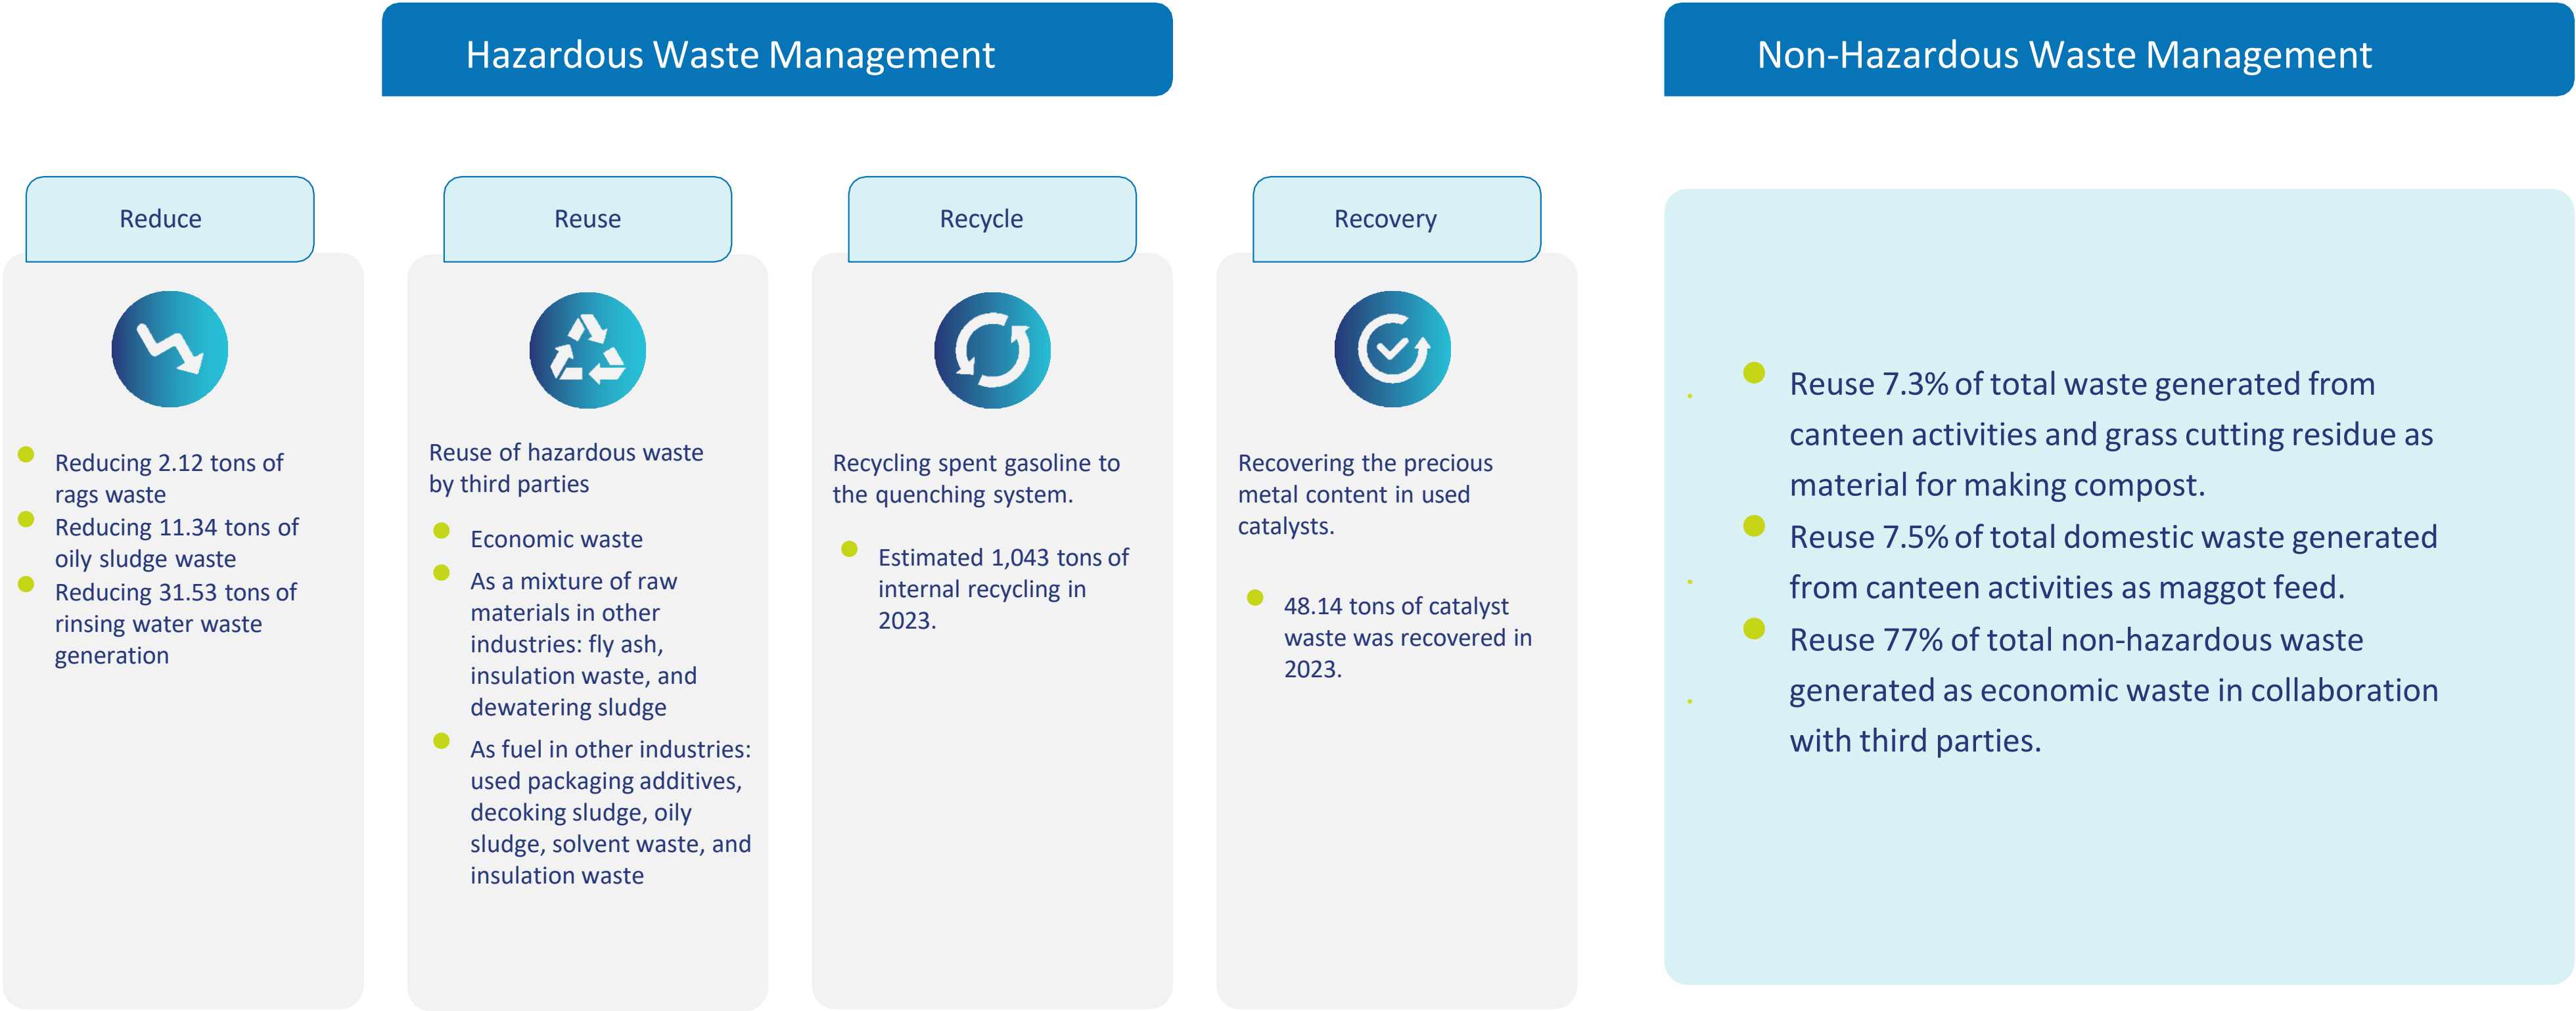 Hazardous Waste Management
Non-Hazardous Waste Management
Reduce
Reducing 2.12 tons of
rags waste
Reducing 11.34 tons of
oily sludge waste
Reducing 31.53 tons of
rinsing water waste
generation
Reuse
Reuse of hazardous waste
by third parties
Economic waste
As a mixture of raw
materials in other
industries: fly ash,
insulation waste, and
dewatering sludge
As fuel in other industries:
used packaging additives,
decoking sludge, oily
sludge, solvent waste, and
insulation waste
Recycle
Recycling spent gasoline to
the quenching system.
Estimated 1,043 tons of
internal recycling in
2023.
Recovery
Recovering the precious
metal content in used
catalysts.
48.14 tons of catalyst
waste was recovered in
2023.
Reuse 7.3% of total waste generated from
canteen activities and grass cutting residue as
material for making compost.
Reuse 7.5% of total domestic waste generated
from canteen activities as maggot feed.
Reuse 77% of total non-hazardous waste
generated as economic waste in collaboration
with third parties.